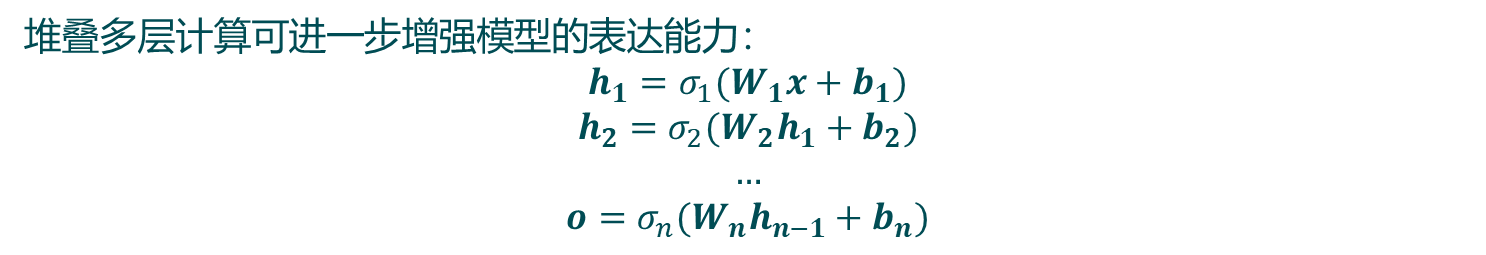 堆叠多层计算可进一步增强模型的表达能力：
h₁ = σ₁(W₁x + b₁)
h₂ = σ₂(W₂h₁ + b₂)
…
o = σₙ(Wₙhₙ₋₁ + bₙ)